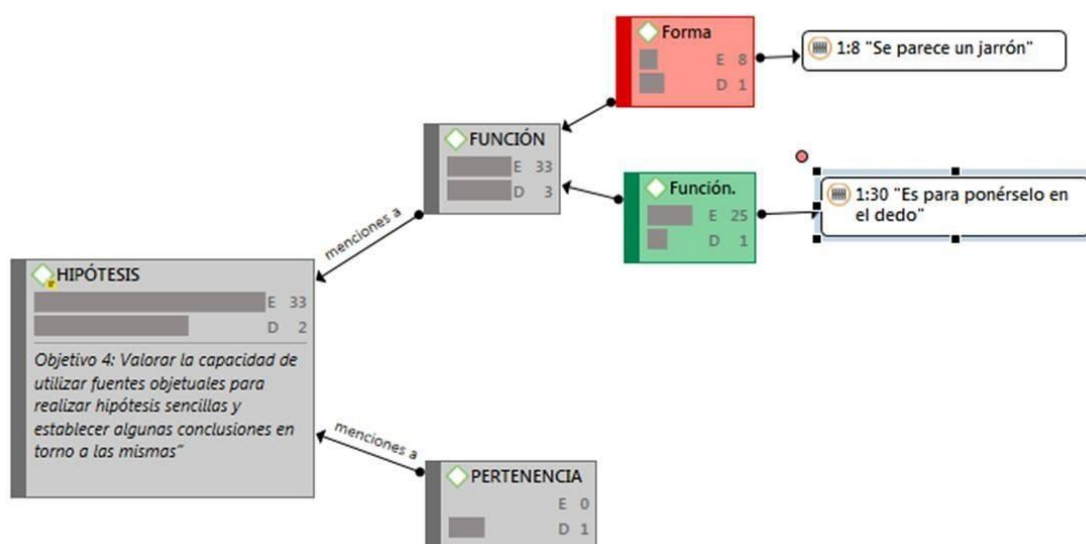 Forma
E 8
D 1
1:8 "Se parece un jarrón"
FUNCIÓN
E 33
D 3
Función.
E 25
D 1
1:30 "Es para ponérselo en
el dedo"
menciones a
HIPÓTESIS
E 33
D 2
Objetivo 4: Valorar la capacidad de
utilizar fuentes objetuales para
realizar hipótesis sencillas y
establecer algunas conclusiones en
torno a las mismas"
menciones a
PERTENENCIA
E 0
D 1